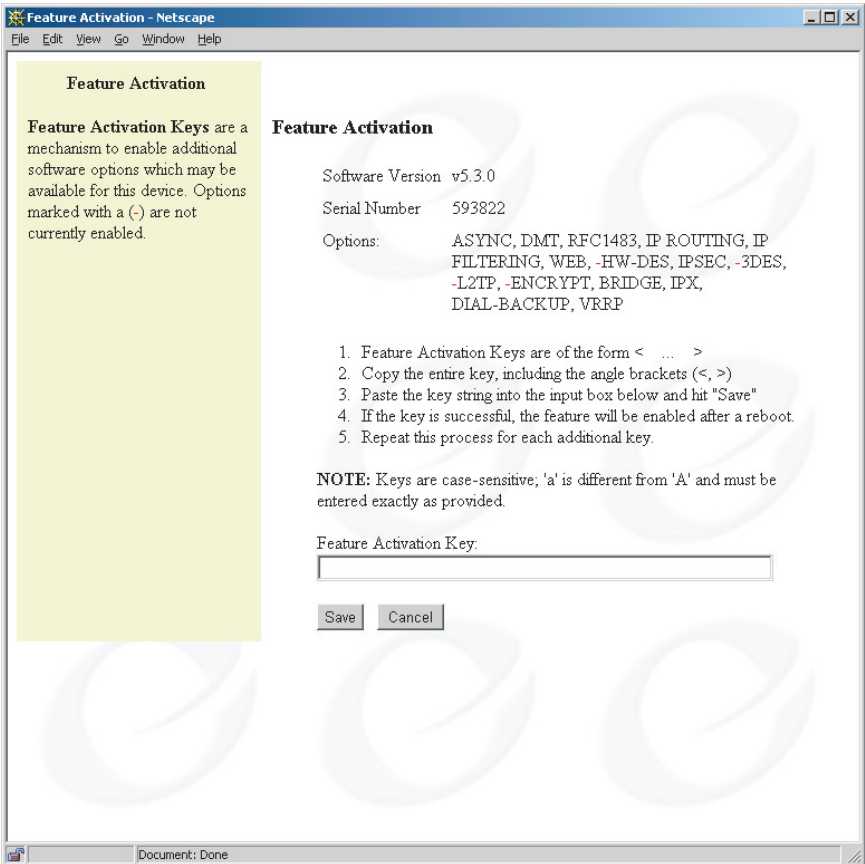 Feature Activation - Netscape
File Edit View Go Window Help
Feature Activation
Feature Activation Keys are a
mechanism to enable additional
software options which may be
available for this device. Options
marked with a (-) are not
currently enabled.
Feature Activation
Software Version v5.3.0
Serial Number 593822
Options: ASYNC, DMT, RFC1483, IP ROUTING, IP
FILTERING, WEB, -HW-DES, IPSEC, -3DES,
-L2TP, -ENCRYPT, BRIDGE, IPX,
DIAL-BACKUP, VRRP
1. Feature Activation Keys are of the form < ... >
2. Copy the entire key, including the angle brackets (<, >)
3. Paste the key string into the input box below and hit "Save"
4. If the key is successful, the feature will be enabled after a reboot.
5. Repeat this process for each additional key.
NOTE: Keys are case-sensitive; 'a' is different from 'A' and must be
entered exactly as provided.
Feature Activation Key:
Save Cancel
Document: Done